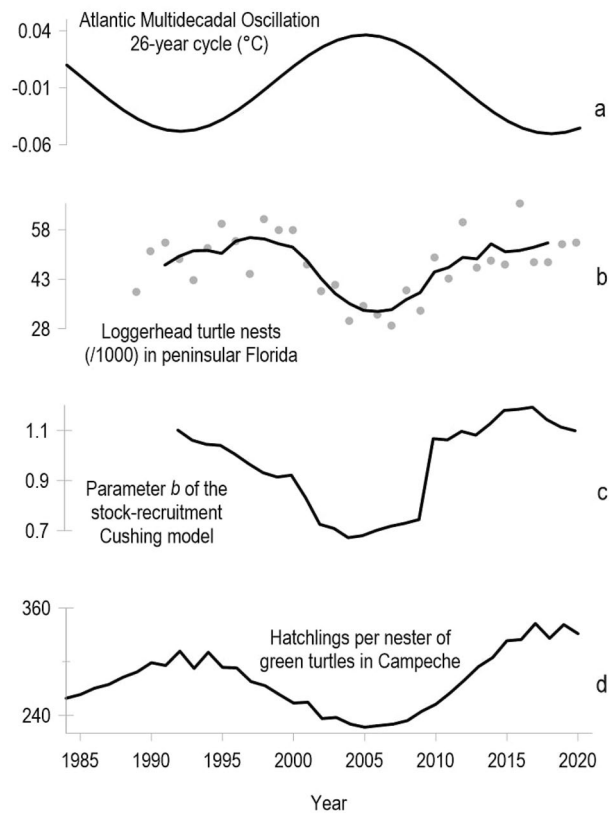 Atlantic Multidecadal Oscillation
26-year cycle (°C)
0.04
-0.01
-0.06
a
58
43
28
Loggerhead turtle nests
(/1000) in peninsular Florida
b
1.1
0.9
0.7
Parameter b of the
stock-recruitment
Cushing model
c
360
240
Hatchlings per nester of
green turtles in Campeche
d
1985 1990 1995 2000 2005 2010 2015 2020
Year